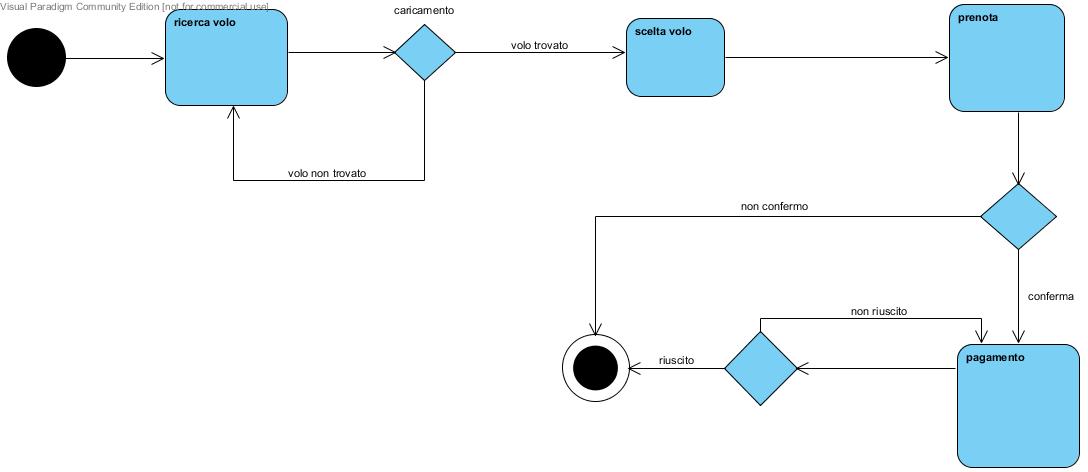 Visual Paradigm Community Edition [not for commercial use]
caricamento
ricerca volo
prenota
scelta volo
volo trovato
volo non trovato
non confermo
conferma
non riuscito
riuscito
pagamento